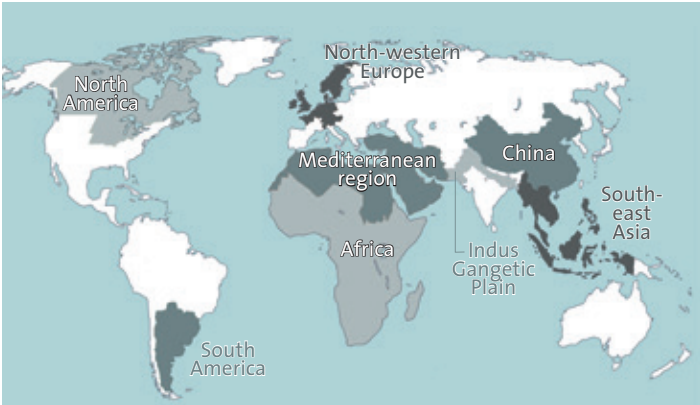 North-western
Europe
North
America
Mediterranean
region
China
South-
east
Asia
Africa
Indus
Gangetic
Plain
South
America